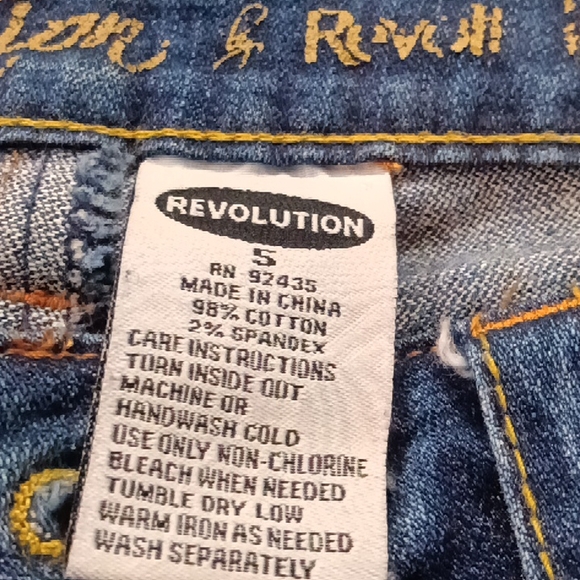 & Revolt
REVOLUTION
5
RN 92435
MADE IN CHINA
98% COTTON
2% SPANDEX
CARE INSTRUCTIONS
TURN INSIDE OUT
MACHINE OR
HANDWASH COLD
USE ONLY NON-CHLORINE
BLEACH WHEN NEEDED
TUMBLE DRY LOW
WARM IRON AS NEEDED
WASH SEPARATELY